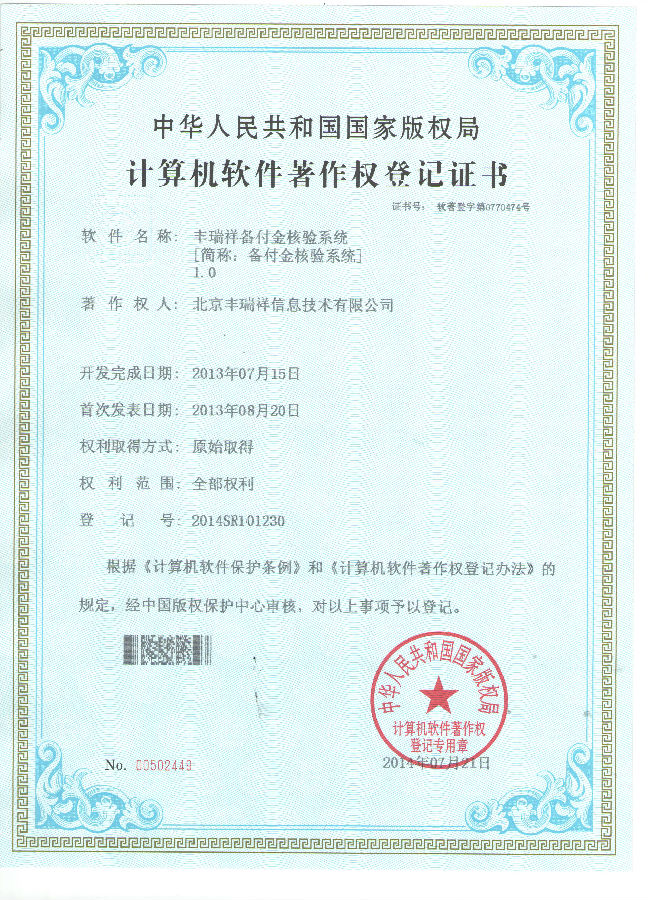 中华人民共和国国家版权局
计算机软件著作权登记证书
证书号： 软著登字第0770474号
软件名称： 丰瑞祥备付金核验系统
[简称：备付金核验系统]
1.0
著作权人： 北京丰瑞祥信息技术有限公司
开发完成日期： 2013年07月15日
首次发表日期： 2013年08月20日
权利取得方式： 原始取得
权利范围： 全部权利
登记号： 2014SR101230
根据《计算机软件保护条例》和《计算机软件著作权登记办法》的
规定，经中国版权保护中心审核，对以上事项予以登记。
中华人民共和国国家版权局
计算机软件著作权
登记专用章
No. 00502449
2014年07月21日